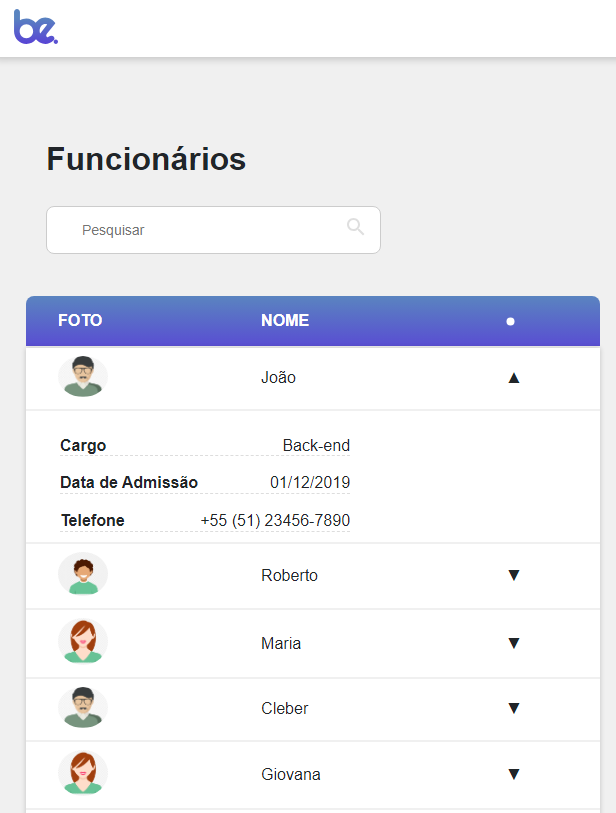 be.
Funcionários
Pesquisar
FOTO NOME
João ▲
Cargo Back-end
Data de Admissão 01/12/2019
Telefone +55 (51) 23456-7890
Roberto ▼
Maria ▼
Cleber ▼
Giovana ▼